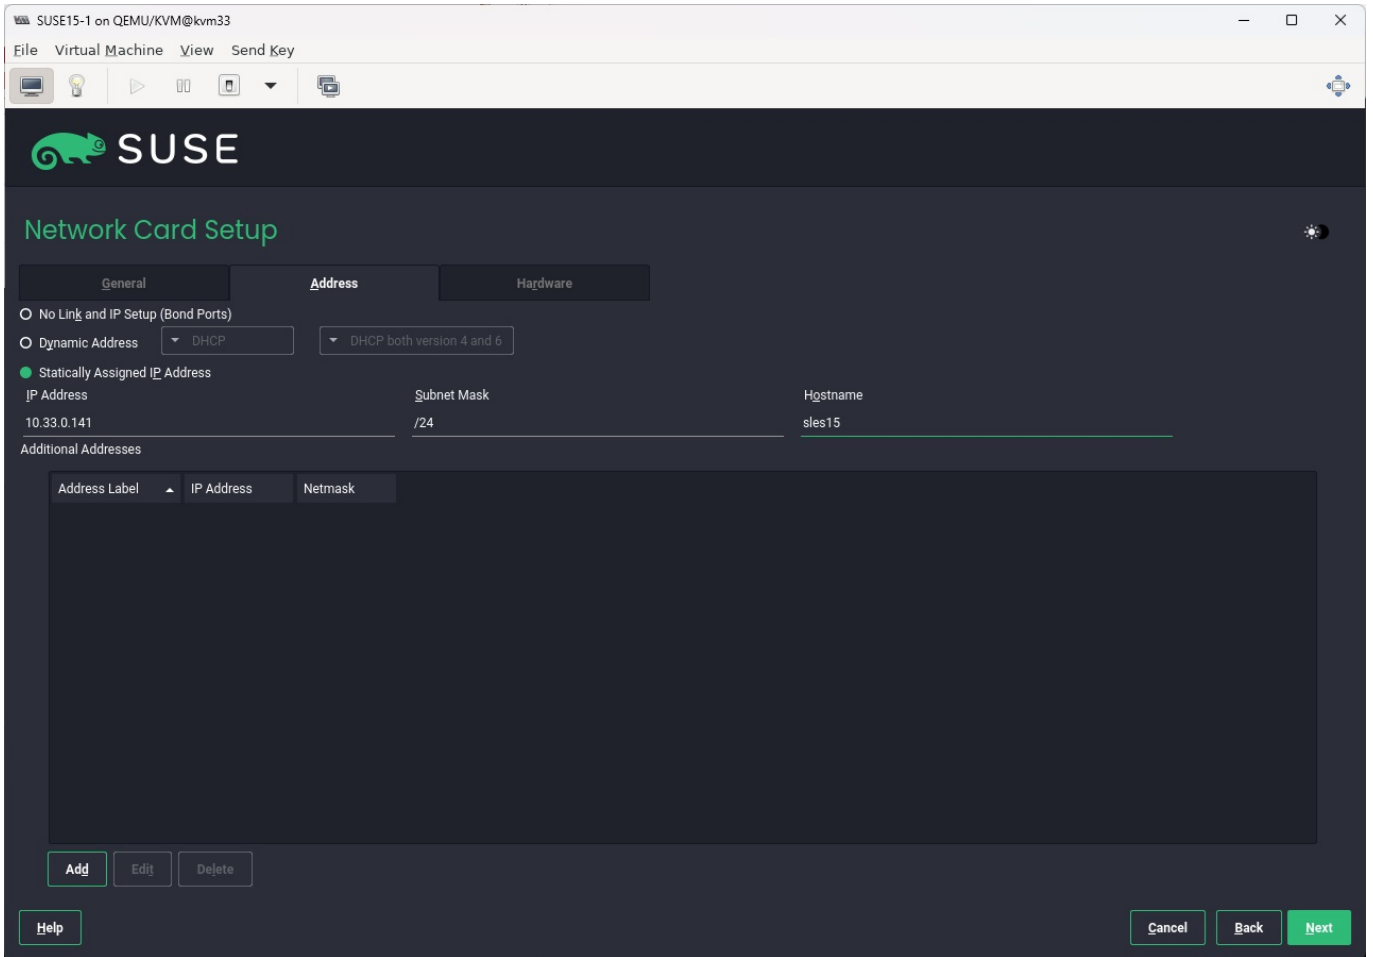 SUSE15-1 on QEMU/KVM@kvm33
File Virtual Machine View Send Key
SUSE
Network Card Setup
General Address Hardware
No Link and IP Setup (Bond Ports)
Dynamic Address DHCP DHCP both version 4 and 6
Statically Assigned IP Address
IP Address Subnet Mask Hostname
10.33.0.141 /24 sles15
Additional Addresses
Address Label IP Address Netmask
Add Edit Delete
Help Cancel Back Next